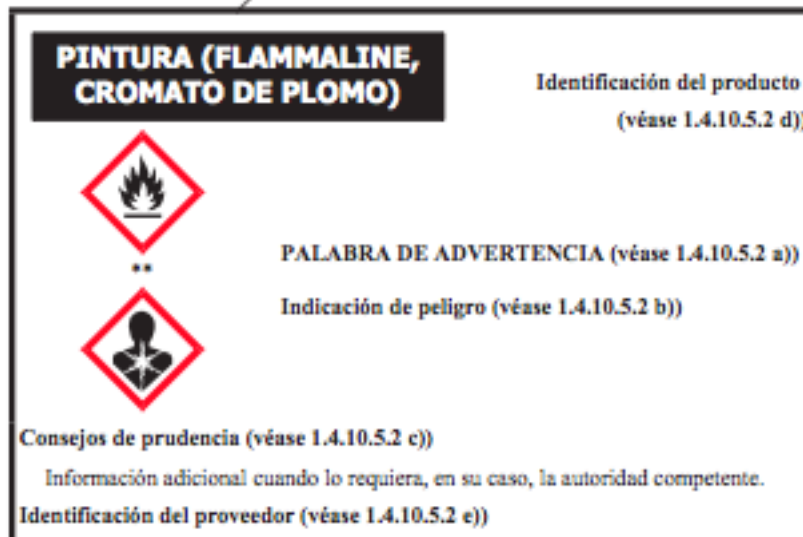 PINTURA (FLAMMALINE,
CROMATO DE PLOMO)
Identificación del producto
(véase 1.4.10.5.2 d))
**
PALABRA DE ADVERTENCIA (véase 1.4.10.5.2 a))
Indicación de peligro (véase 1.4.10.5.2 b))
Consejos de prudencia (véase 1.4.10.5.2 c))
Información adicional cuando lo requiera, en su caso, la autoridad competente.
Identificación del proveedor (véase 1.4.10.5.2 e))